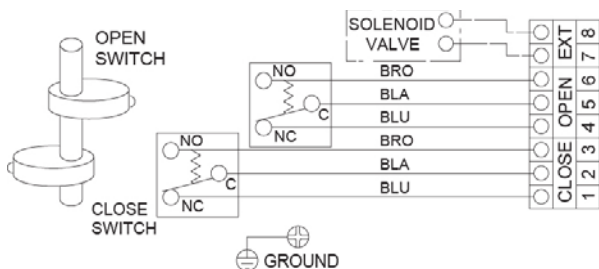 OPEN
SWITCH
SOLENOID
VALVE
EXT
8
7
NO
C
NC
BRO
BLA
BLU
OPEN
6
5
4
NO
C
NC
BRO
BLA
BLU
CLOSE
3
2
1
CLOSE
SWITCH
GROUND